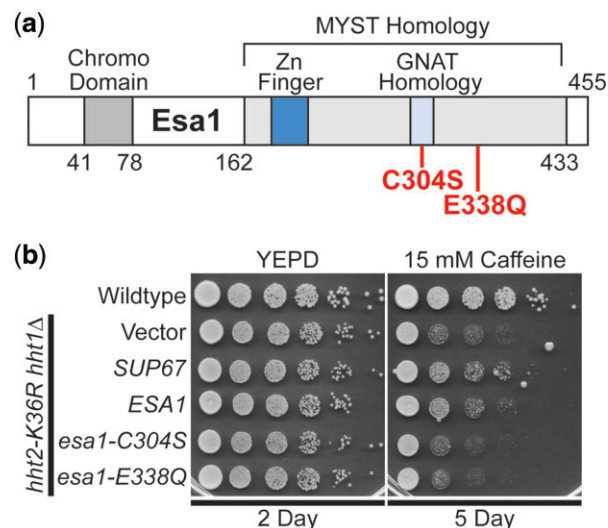 (a)
MYST Homology
Chromo Domain
Zn Finger
GNAT Homology
1
455
Esa1
41
78
162
433
C304S
E338Q
(b)
YEPD
15 mM Caffeine
Wildtype
hht2-K36R hht1Δ
Vector
SUP67
ESA1
esa1-C304S
esa1-E338Q
2 Day
5 Day